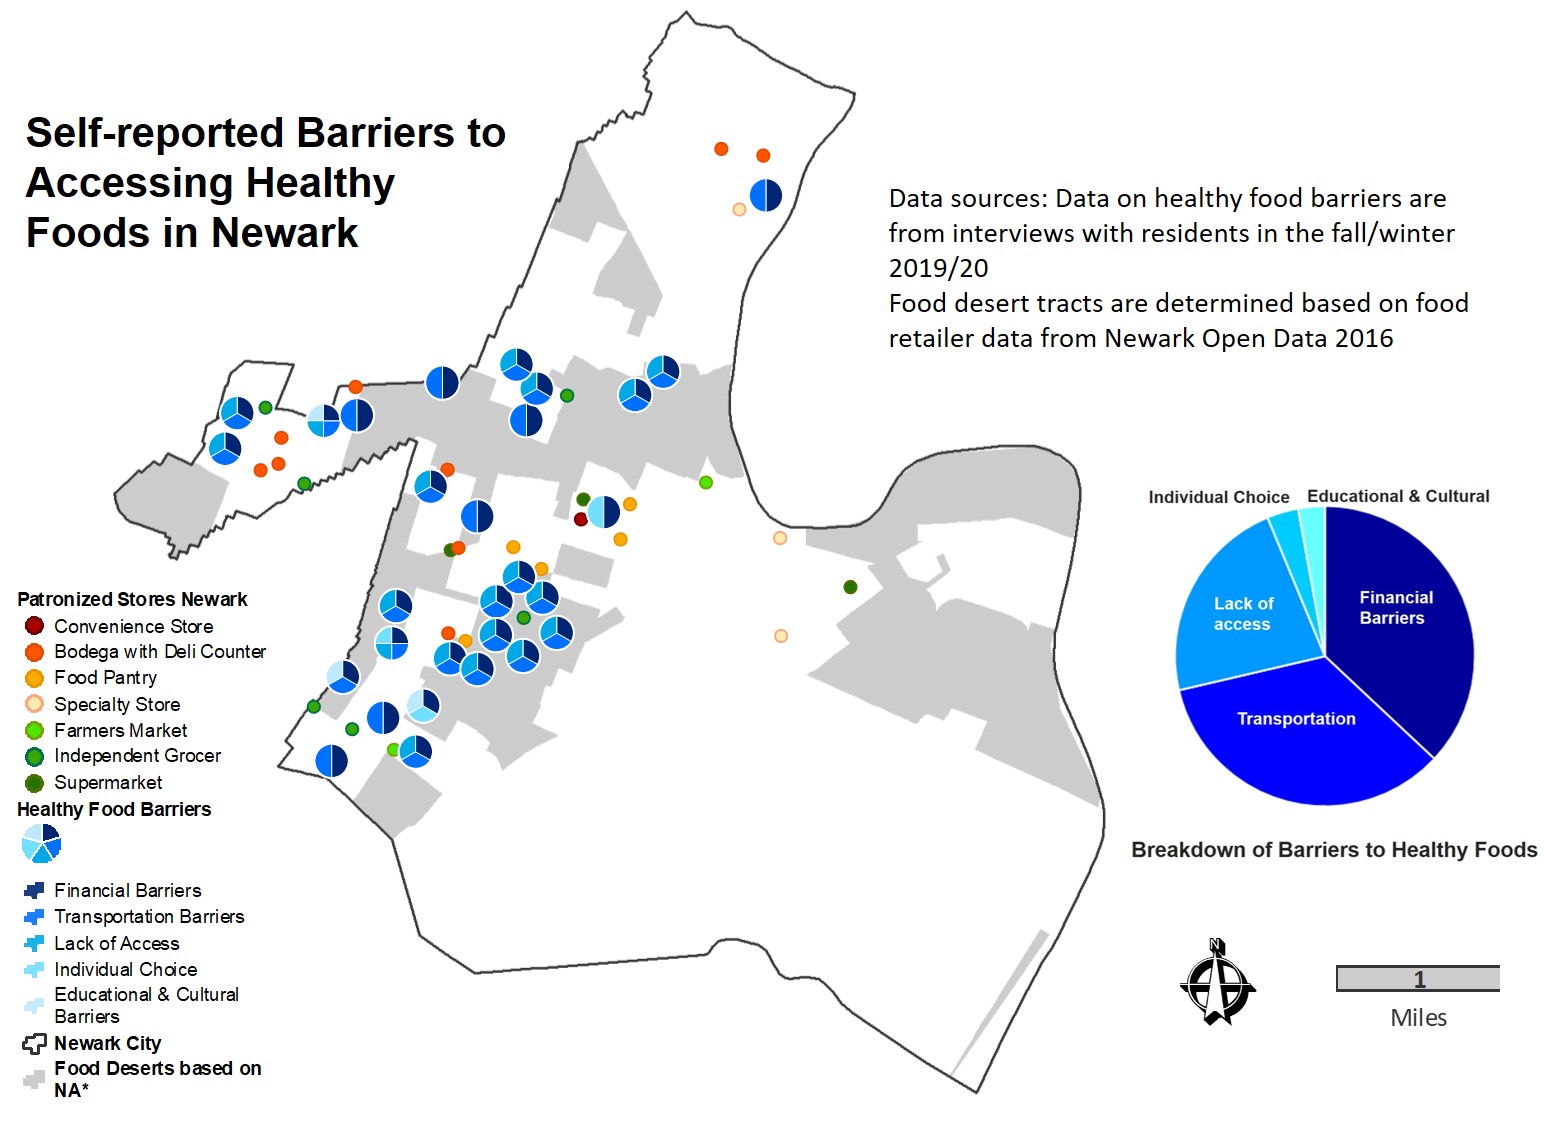 Self-reported Barriers to
Accessing Healthy
Foods in Newark
Data sources: Data on healthy food barriers are
from interviews with residents in the fall/winter
2019/20
Food desert tracts are determined based on food
retailer data from Newark Open Data 2016
Individual Choice
Educational & Cultural
Financial
Barriers
Lack of
access
Transportation
Breakdown of Barriers to Healthy Foods
Patronized Stores Newark
Convenience Store
Bodega with Deli Counter
Food Pantry
Specialty Store
Farmers Market
Independent Grocer
Supermarket
Healthy Food Barriers
Financial Barriers
Transportation Barriers
Lack of Access
Individual Choice
Educational & Cultural
Barriers
Newark City
Food Deserts based on
NA*
N
1
Miles